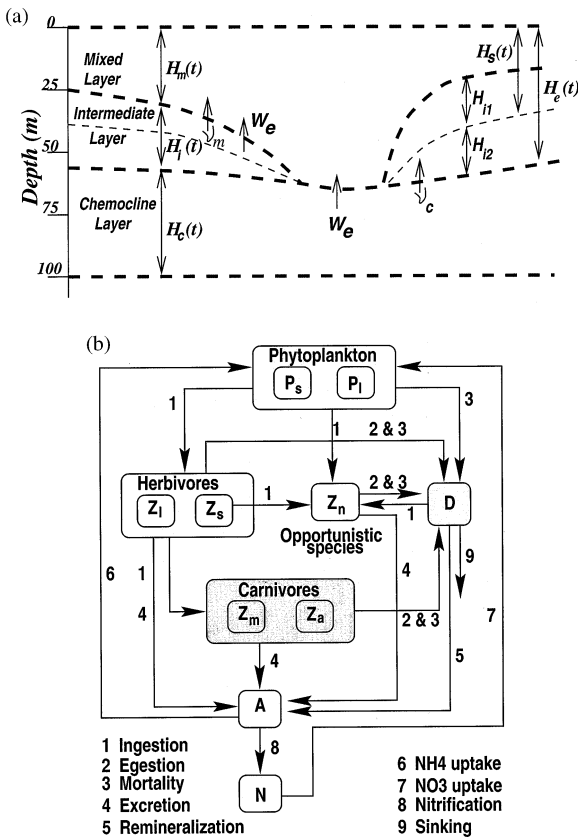 (a)
0
25
50
75
100
Depth (m)
Mixed
Layer
Intermediate
Layer
Chemocline
Layer
Hm(t)
Hi(t)
Hc(t)
νm
We
We
νc
Hi1
Hi2
Hs(t)
He(t)
(b)
Phytoplankton
Ps
Pl
1
1
2 & 3
3
Herbivores
Zl
Zs
1
Zn
2 & 3
1
D
Opportunistic
species
6
1
4
Carnivores
Zm
Za
2 & 3
4
9
5
7
4
A
8
N
1 Ingestion
2 Egestion
3 Mortality
4 Excretion
5 Remineralization
6 NH4 uptake
7 NO3 uptake
8 Nitrification
9 Sinking